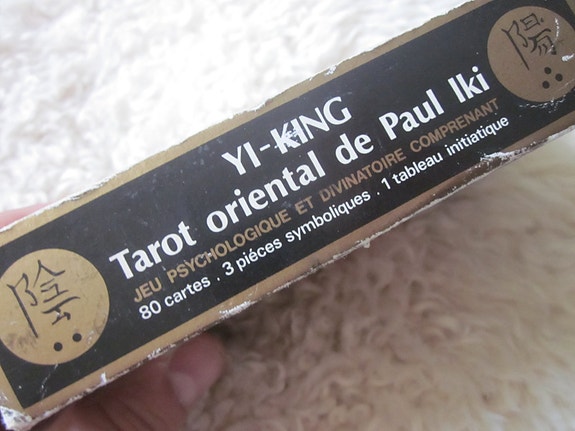 YI-KING
Tarot oriental de Paul Iki
JEU PSYCHOLOGIQUE ET DIVINATOIRE COMPRENANT
80 cartes . 3 piéces symboliques . 1 tableau initiatique
陰
陽